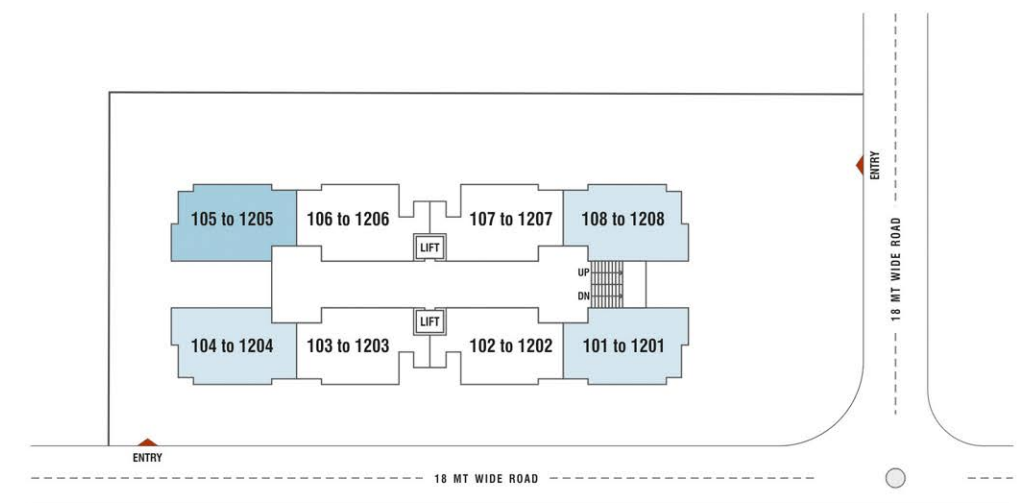 ENTRY
105 to 1205
106 to 1206
107 to 1207
108 to 1208
LIFT
UP
DN
18 MT WIDE ROAD
LIFT
104 to 1204
103 to 1203
102 to 1202
101 to 1201
ENTRY
18 MT WIDE ROAD